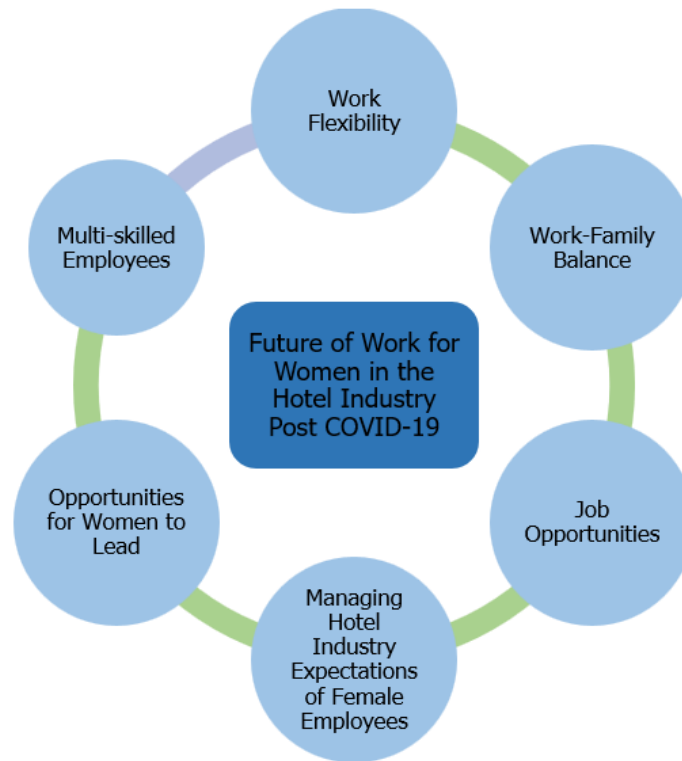 Work
Flexibility
Work-Family
Balance
Job
Opportunities
Managing
Hotel
Industry
Expectations
of Female
Employees
Opportunities
for Women to
Lead
Multi-skilled
Employees
Future of Work for
Women in the
Hotel Industry
Post COVID-19